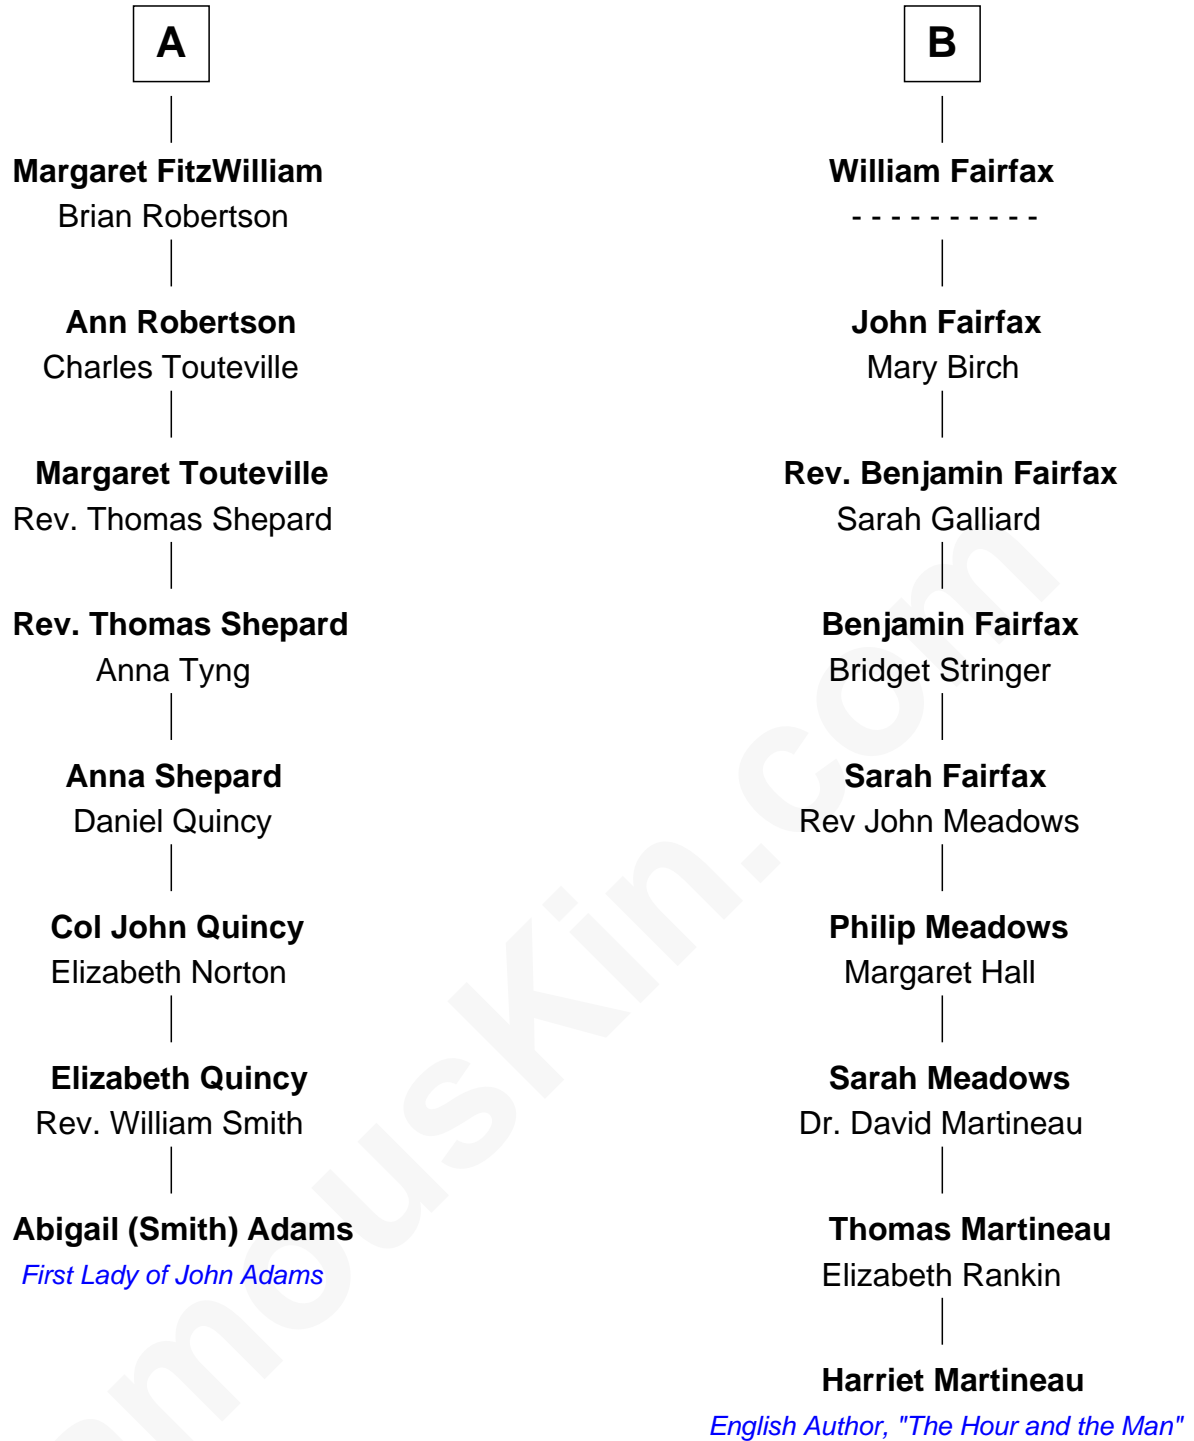 A
Margaret FitzWilliam
Brian Robertson
Ann Robertson
Charles Touteville
Margaret Touteville
Rev. Thomas Shepard
Rev. Thomas Shepard
Anna Tyng
Anna Shepard
Daniel Quincy
Col John Quincy
Elizabeth Norton
Elizabeth Quincy
Rev. William Smith
Abigail (Smith) Adams
First Lady of John Adams
B
William Fairfax
- - - - - - - - - -
John Fairfax
Mary Birch
Rev. Benjamin Fairfax
Sarah Galliard
Benjamin Fairfax
Bridget Stringer
Sarah Fairfax
Rev John Meadows
Philip Meadows
Margaret Hall
Sarah Meadows
Dr. David Martineau
Thomas Martineau
Elizabeth Rankin
Harriet Martineau
English Author, "The Hour and the Man"
amousKin.com